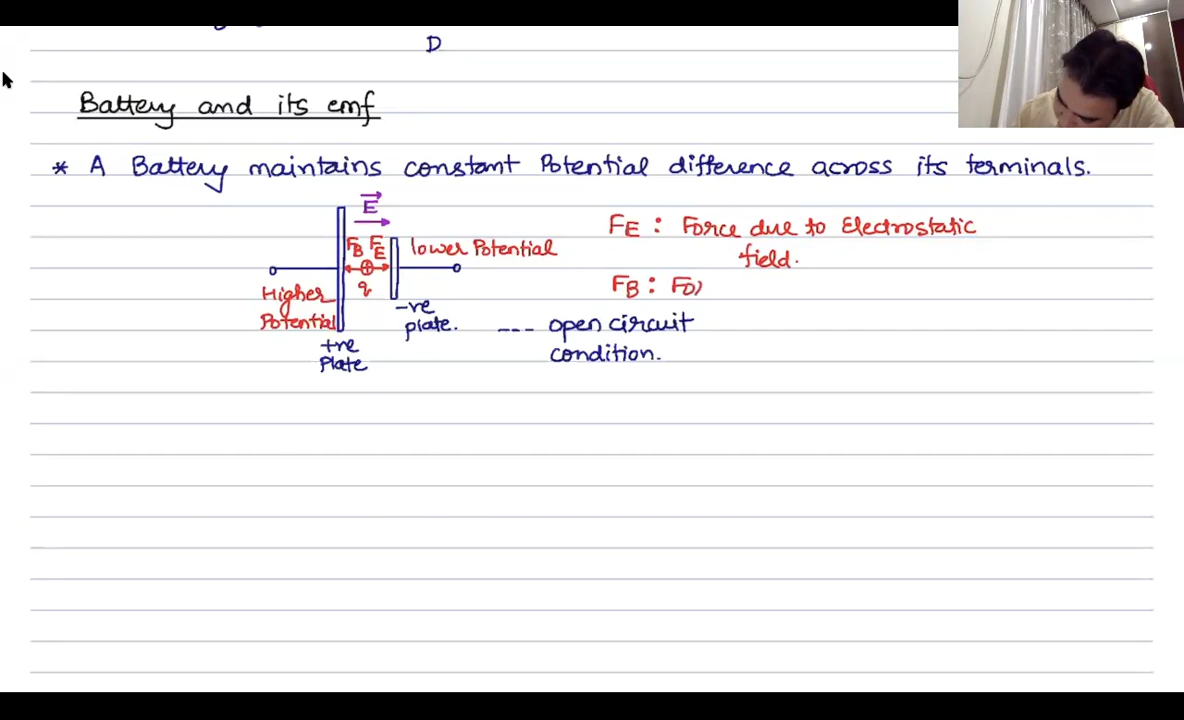 D
Battery and its emf
* A Battery maintains constant Potential difference across its terminals.
E
FB FE
lower Potential
q
Higher
Potential
+ve
Plate
-ve
plate.
FE : Force due to Electrostatic
field.
FB :
--- open circuit
condition.